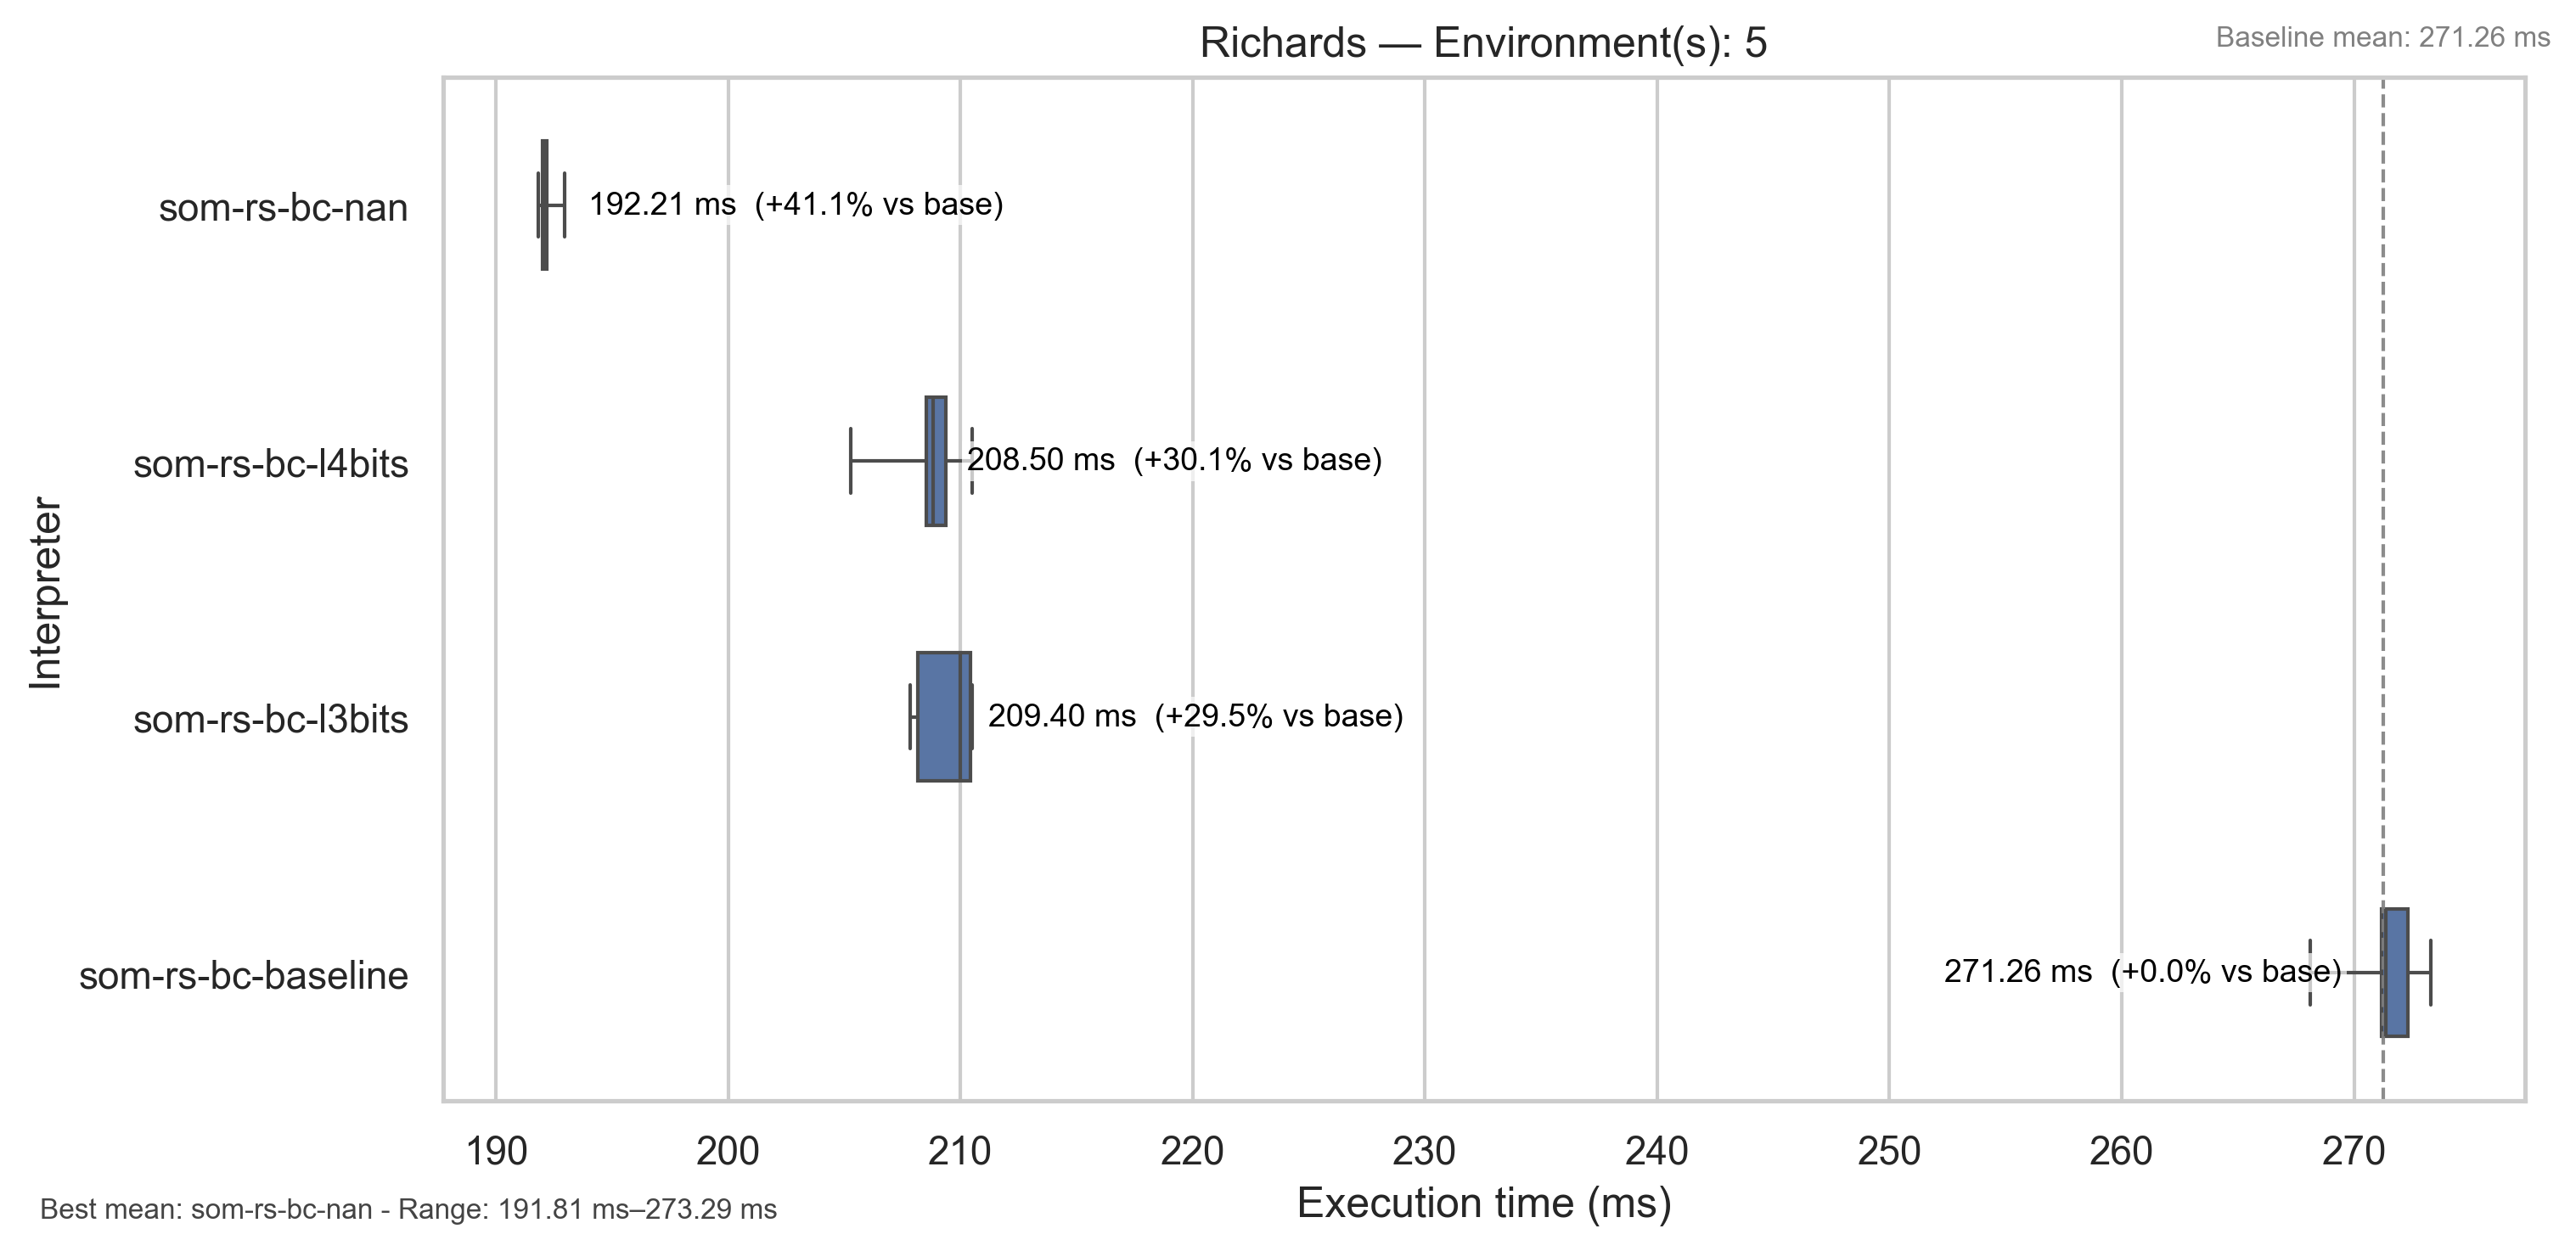 Richards — Environment(s): 5
Baseline mean: 271.26 ms
Interpreter
som-rs-bc-nan
192.21 ms (+41.1% vs base)
som-rs-bc-l4bits
208.50 ms (+30.1% vs base)
som-rs-bc-l3bits
209.40 ms (+29.5% vs base)
som-rs-bc-baseline
271.26 ms (+0.0% vs base)
190 200 210 220 230 240 250 260 270
Execution time (ms)
Best mean: som-rs-bc-nan - Range: 191.81 ms–273.29 ms